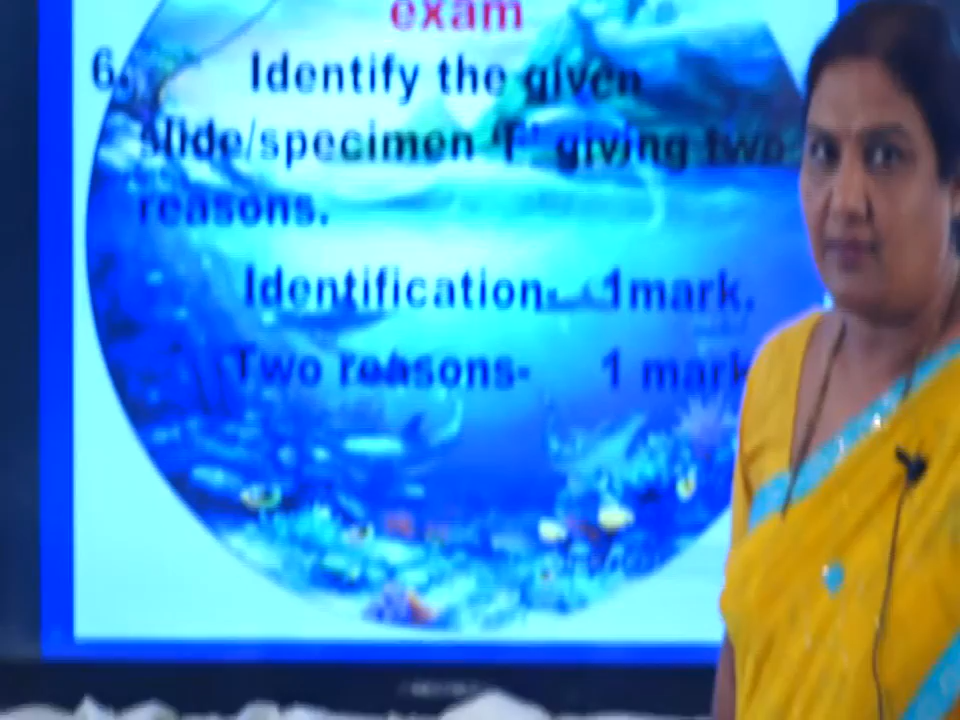 exam
6. Identify the given
slide/specimen 'F' giving two
reasons.
Identification- 1mark.
Two reasons- 1 mark